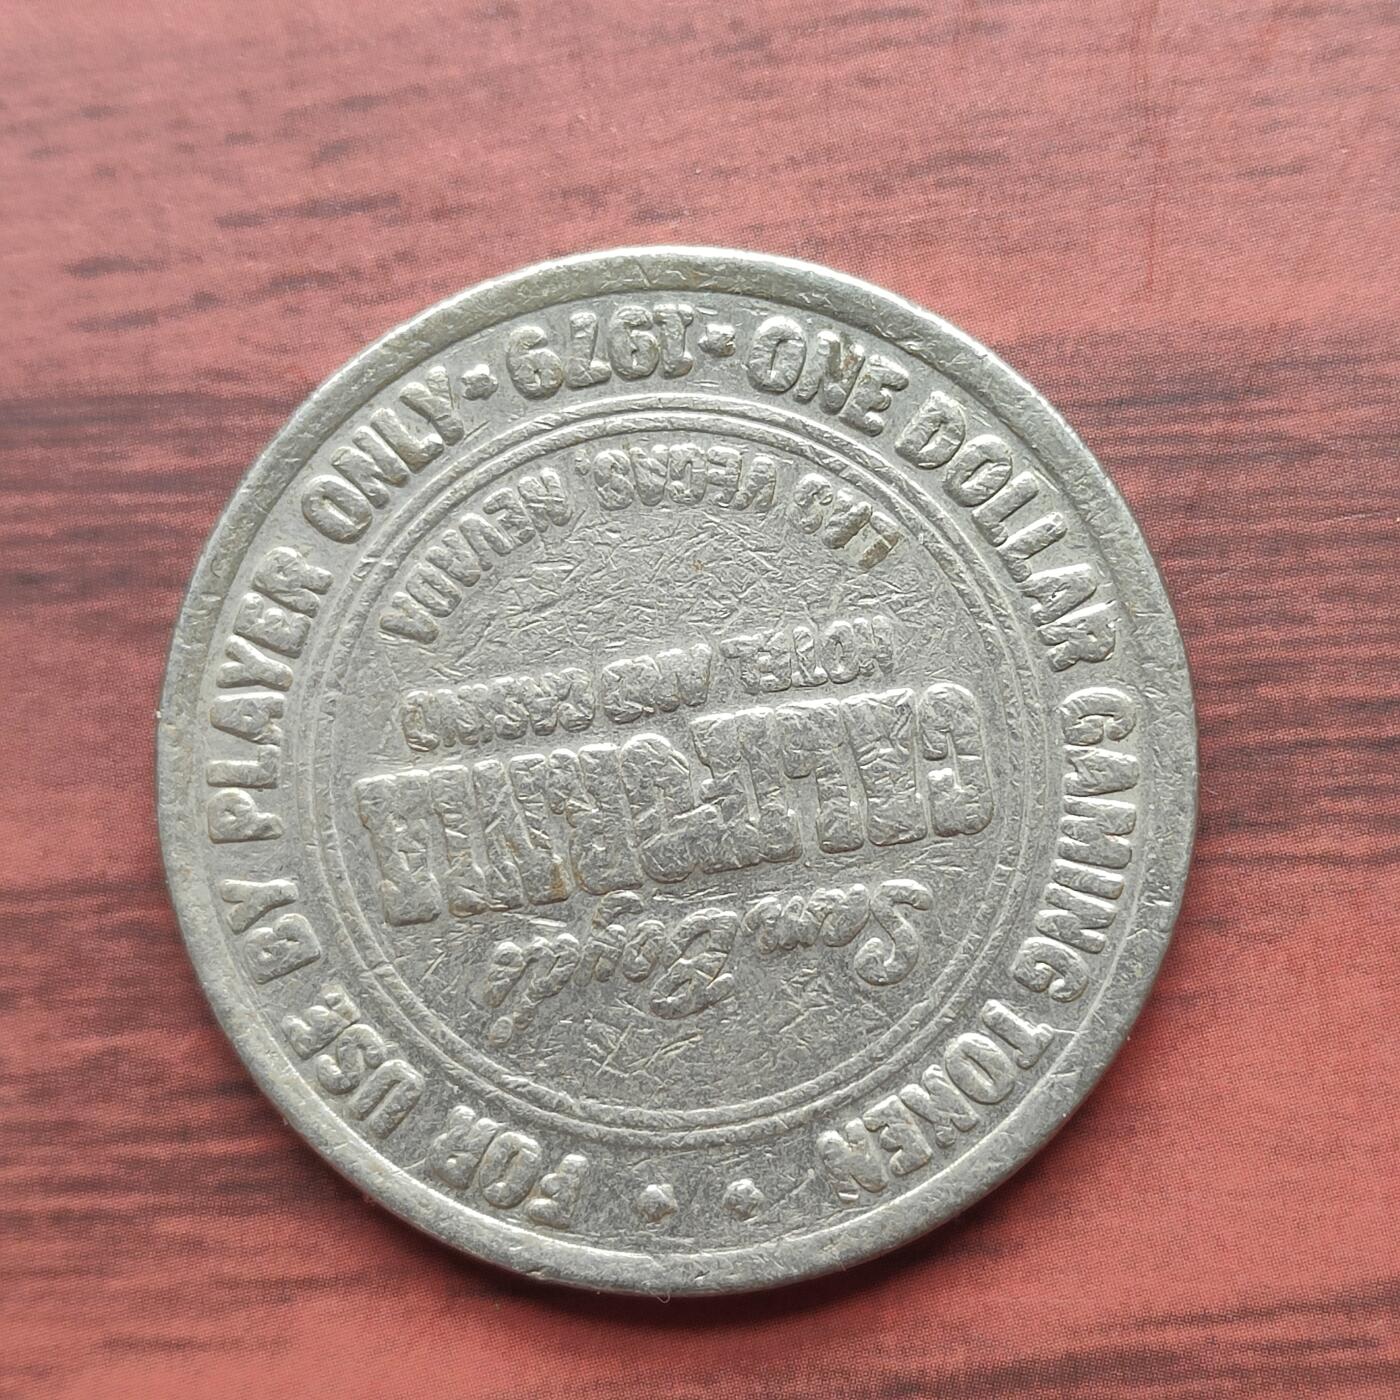 Sam Boyd's
CALIFORNIA
HOTEL AND CASINO
LAS VEGAS, NEVADA
ONE DOLLAR GAMING TOKEN
FOR USE BY PLAYER ONLY
1979